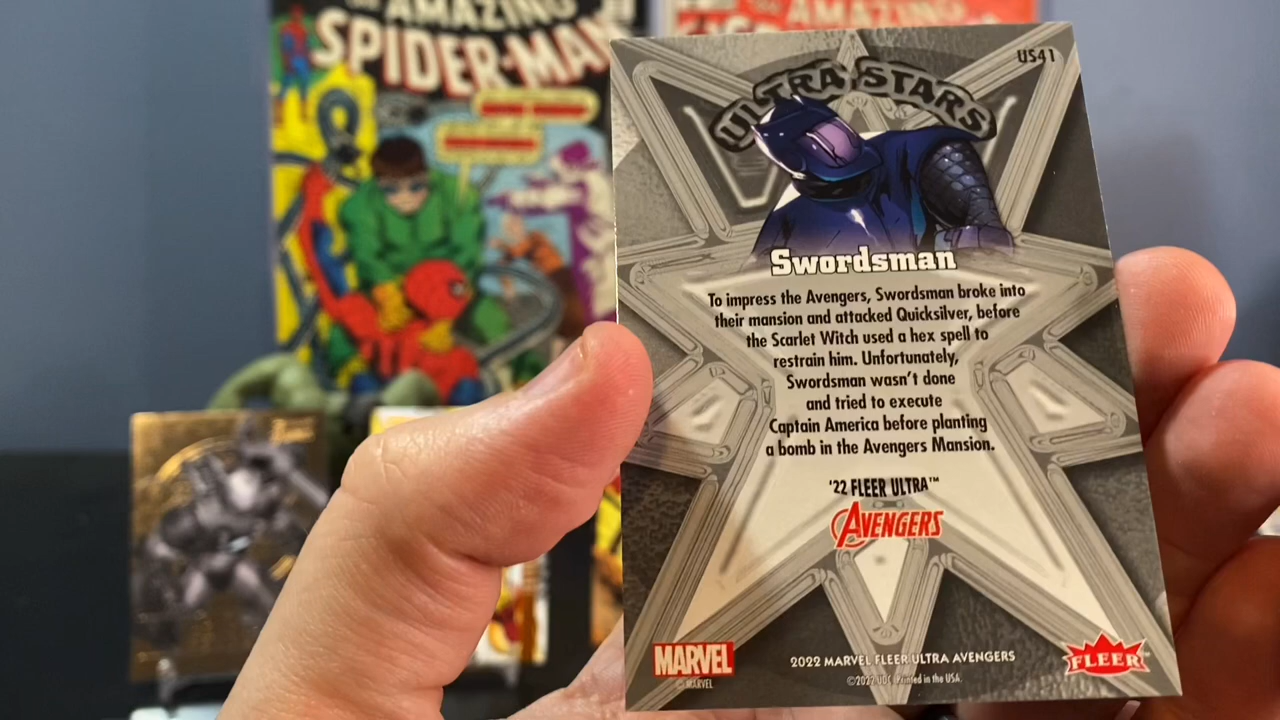 AMAZING
SPIDER-MAN
AMAZING
US41
ULTRA STARS
Swordsman
To impress the Avengers, Swordsman broke into
their mansion and attacked Quicksilver, before
the Scarlet Witch used a hex spell to
restrain him. Unfortunately,
Swordsman wasn't done
and tried to execute
Captain America before planting
a bomb in the Avengers Mansion.
'22 FLEER ULTRA™
AVENGERS
MARVEL
© MARVEL
2022 MARVEL FLEER ULTRA AVENGERS
©2022 UDC. Printed in the USA.
FLEER